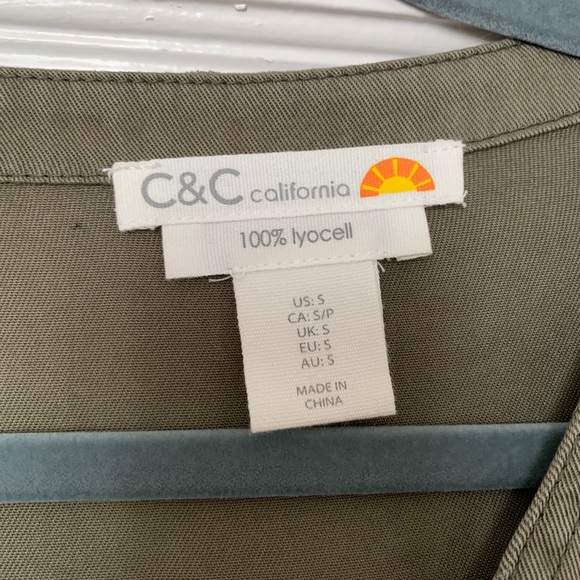 C&C california
100% lyocell
US: S
CA: S/P
UK: S
EU: S
AU: S
MADE IN
CHINA